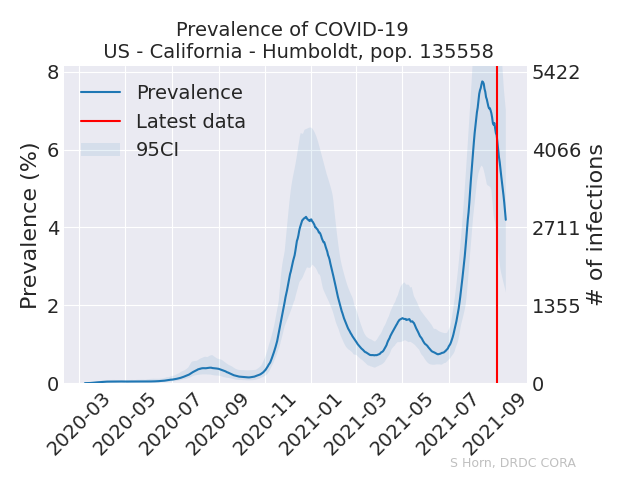 Prevalence of COVID-19
US - California - Humboldt, pop. 135558
Prevalence (%)
8
6
4
2
0
Prevalence
Latest data
95CI
5422
4066
2711
1355
0
# of infections
2020-03
2020-05
2020-07
2020-09
2020-11
2021-01
2021-03
2021-05
2021-07
2021-09
S Horn, DRDC CORA